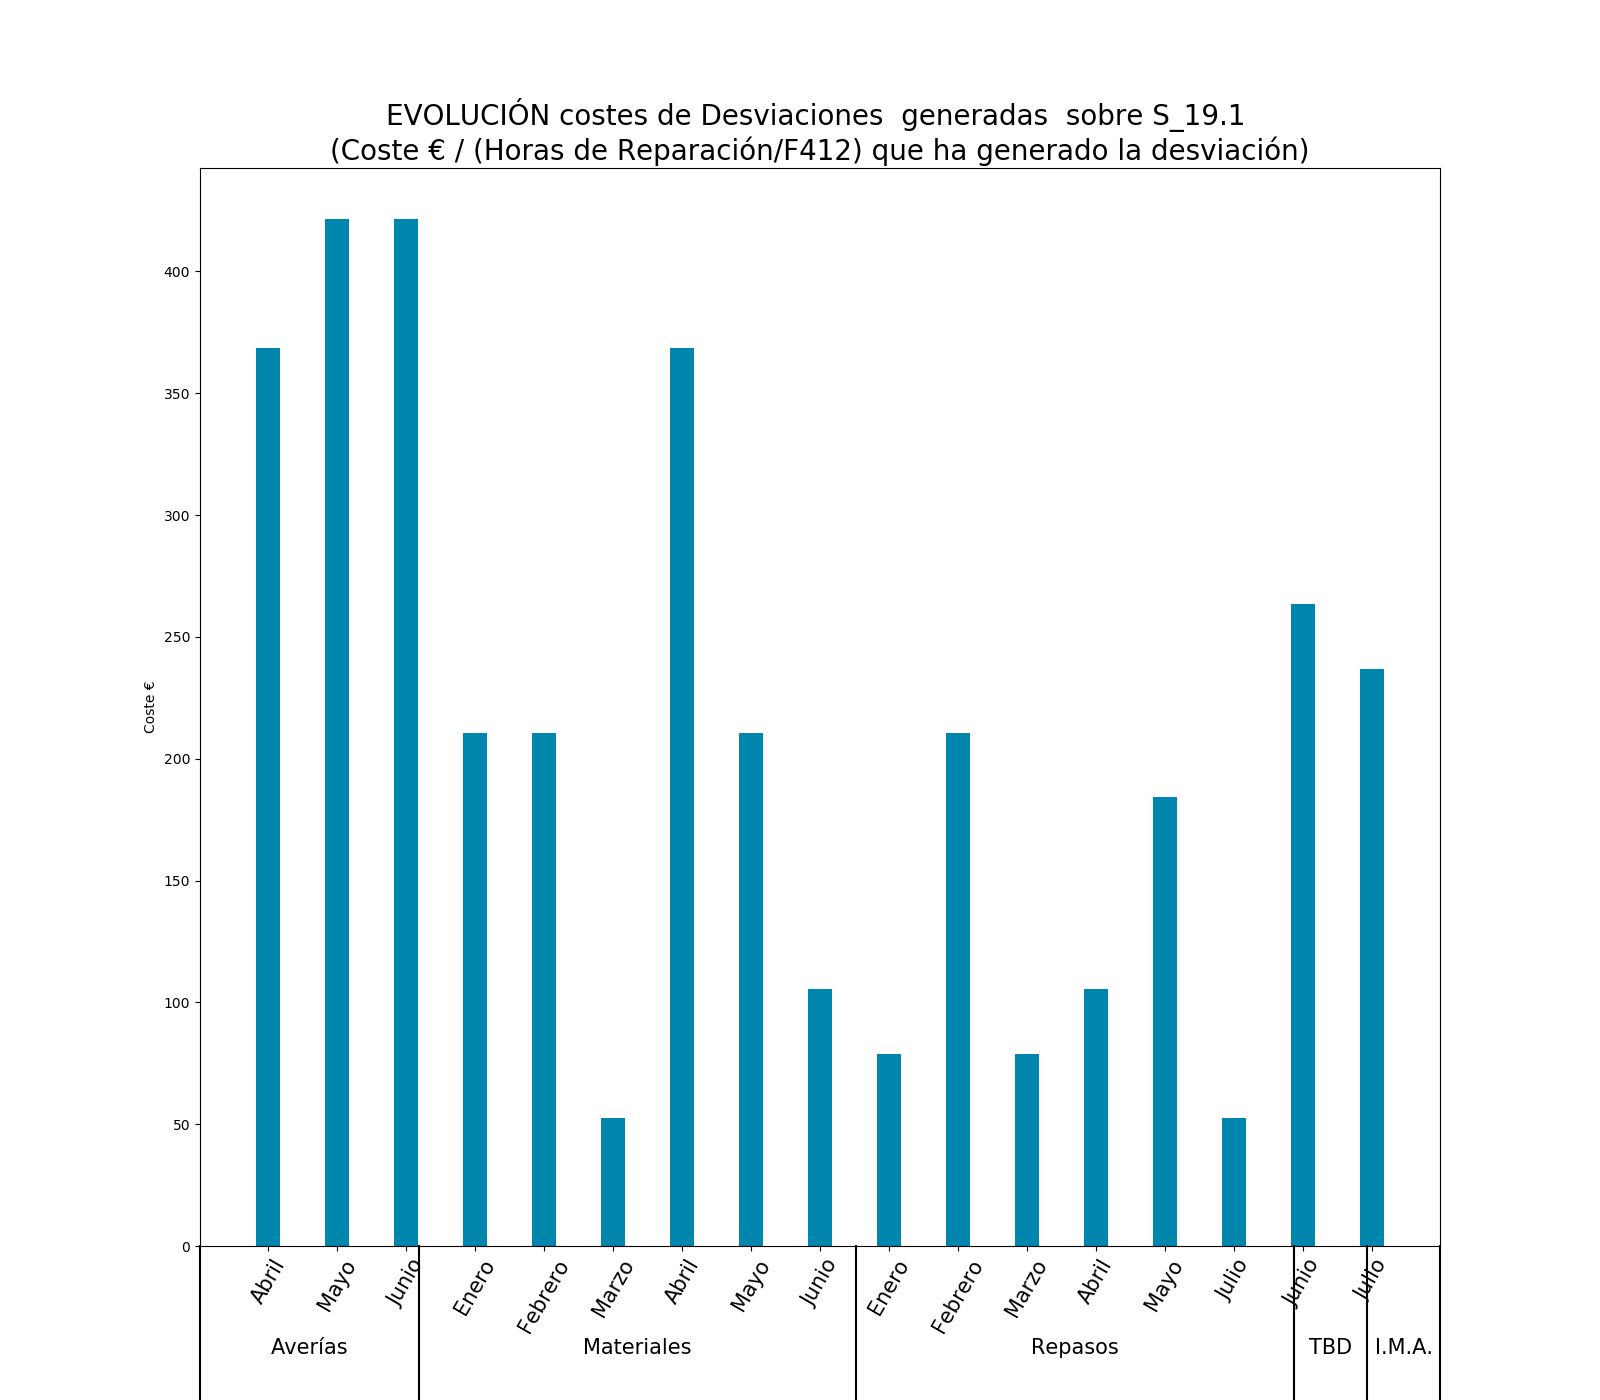 EVOLUCIÓN costes de Desviaciones  generadas  sobre S_19.1
(Coste € / (Horas de Reparación/F412) que ha generado la desviación)
400
350
300
250
200
150
100
50
0
Coste €
Abril
Mayo
Junio
Enero
Febrero
Marzo
Abril
Mayo
Junio
Enero
Febrero
Marzo
Abril
Mayo
Julio
Junio
Julio
Averías
Materiales
Repasos
TBD
I.M.A.